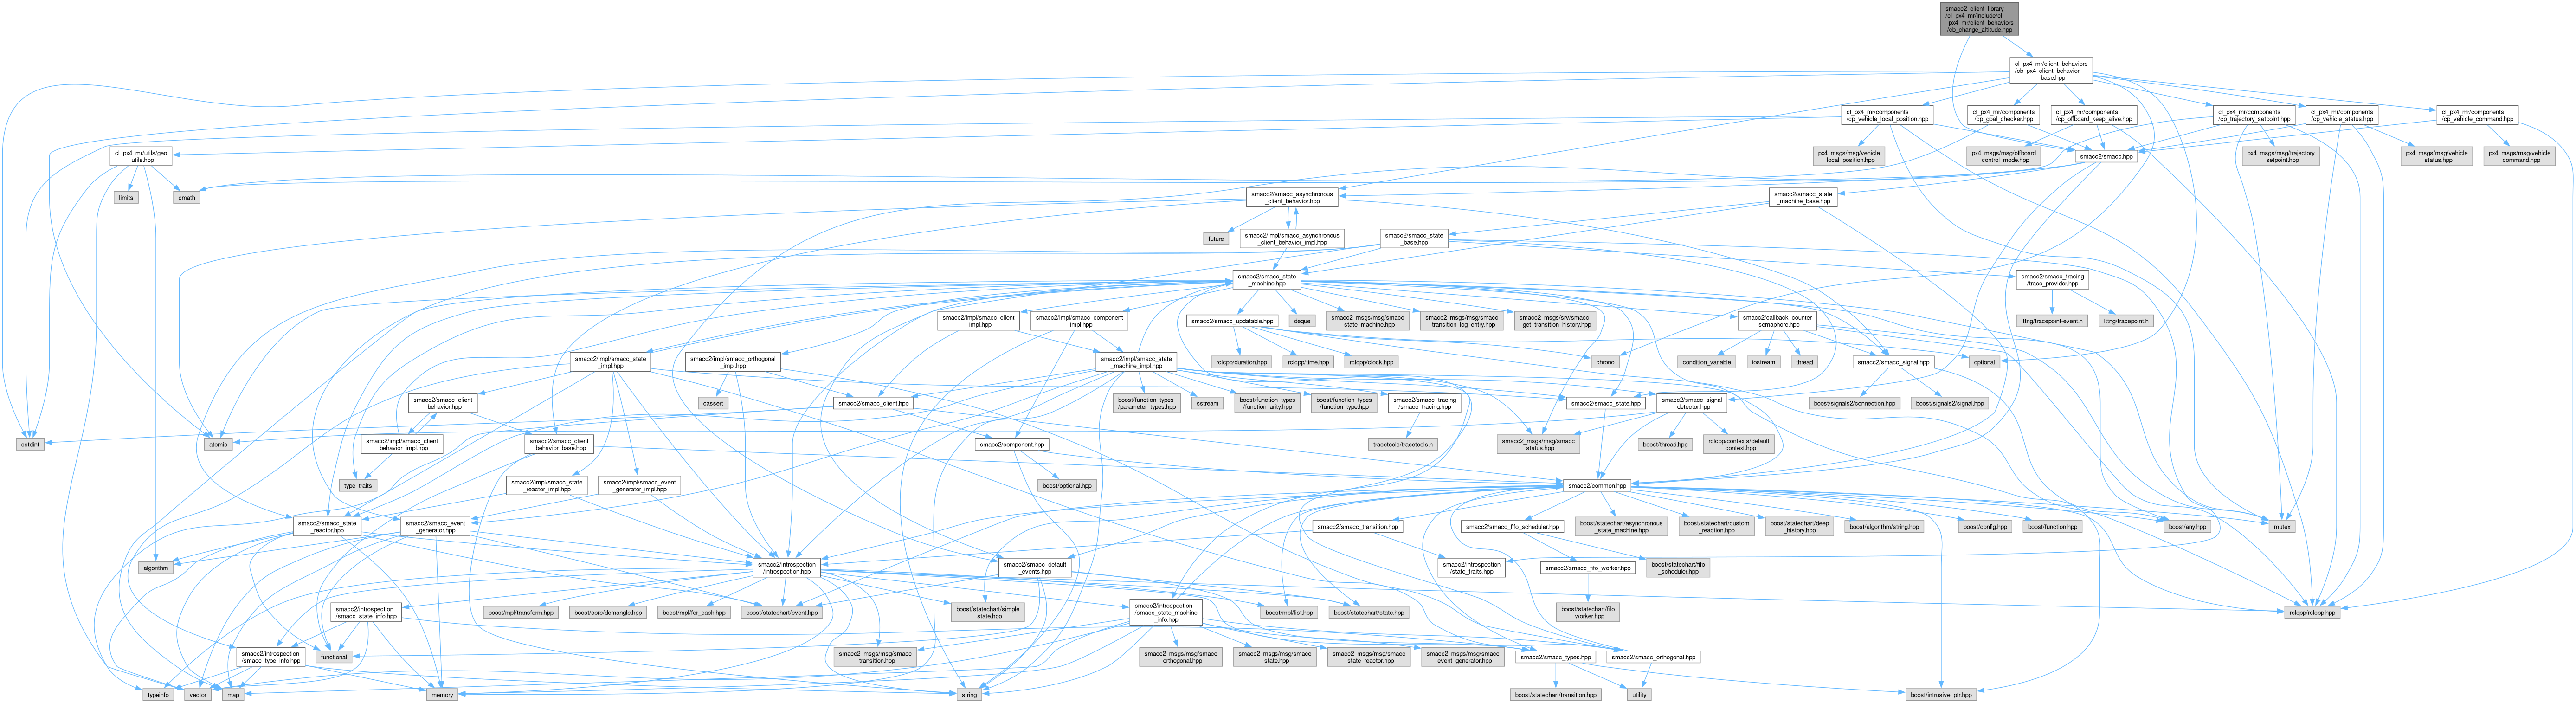 smacc2_client_library
/cl_px4_mr/include/cl
_px4_mr/client_behaviors
/cb_change_altitude.hpp
cl_px4_mr/client_behaviors
/cb_px4_client_behavior
_base.hpp
cl_px4_mr/components
/cp_vehicle_local_position.hpp
cl_px4_mr/components
/cp_goal_checker.hpp
cl_px4_mr/components
/cp_offboard_keep_alive.hpp
cl_px4_mr/components
/cp_trajectory_setpoint.hpp
cl_px4_mr/components
/cp_vehicle_status.hpp
cl_px4_mr/components
/cp_vehicle_command.hpp
cl_px4_mr/utils/geo
_utils.hpp
px4_msgs/msg/vehicle
_local_position.hpp
px4_msgs/msg/offboard
_control_mode.hpp
smacc2/smacc.hpp
px4_msgs/msg/trajectory
_setpoint.hpp
px4_msgs/msg/vehicle
_status.hpp
px4_msgs/msg/vehicle
_command.hpp
limits
cmath
smacc2/smacc_asynchronous
_client_behavior.hpp
smacc2/smacc_state
_machine_base.hpp
future
smacc2/impl/smacc_asynchronous
_client_behavior_impl.hpp
smacc2/smacc_state
_base.hpp
smacc2/smacc_state
_machine.hpp
smacc2/smacc_tracing
/trace_provider.hpp
smacc2/impl/smacc_client
_impl.hpp
smacc2/impl/smacc_component
_impl.hpp
smacc2/smacc_updatable.hpp
deque
smacc2_msgs/msg/smacc
_state_machine.hpp
smacc2_msgs/msg/smacc
_transition_log_entry.hpp
smacc2_msgs/srv/smacc
_get_transition_history.hpp
smacc2/callback_counter
_semaphore.hpp
lttng/tracepoint-event.h
lttng/tracepoint.h
smacc2/impl/smacc_state
_impl.hpp
smacc2/impl/smacc_orthogonal
_impl.hpp
smacc2/impl/smacc_state
_machine_impl.hpp
rclcpp/duration.hpp
rclcpp/time.hpp
rclcpp/clock.hpp
chrono
condition_variable
iostream
thread
smacc2/smacc_signal.hpp
optional
smacc2/smacc_client
_behavior.hpp
cassert
smacc2/smacc_client.hpp
boost/function_types
/parameter_types.hpp
sstream
boost/function_types
/function_arity.hpp
boost/function_types
/function_type.hpp
smacc2/smacc_tracing
/smacc_tracing.hpp
smacc2/smacc_state.hpp
smacc2/smacc_signal
_detector.hpp
boost/signals2/connection.hpp
boost/signals2/signal.hpp
cstdint
atomic
smacc2/impl/smacc_client
_behavior_impl.hpp
smacc2/smacc_client
_behavior_base.hpp
smacc2/component.hpp
tracetools/tracetools.h
smacc2_msgs/msg/smacc
_status.hpp
boost/thread.hpp
rclcpp/contexts/default
_context.hpp
type_traits
smacc2/impl/smacc_state
_reactor_impl.hpp
smacc2/impl/smacc_event
_generator_impl.hpp
boost/optional.hpp
smacc2/common.hpp
smacc2/smacc_state
_reactor.hpp
smacc2/smacc_event
_generator.hpp
smacc2/smacc_transition.hpp
smacc2/smacc_fifo_scheduler.hpp
boost/statechart/asynchronous
_state_machine.hpp
boost/statechart/custom
_reaction.hpp
boost/statechart/deep
_history.hpp
boost/algorithm/string.hpp
boost/config.hpp
boost/function.hpp
boost/any.hpp
mutex
algorithm
smacc2/introspection
/introspection.hpp
smacc2/smacc_default
_events.hpp
smacc2/introspection
/state_traits.hpp
smacc2/smacc_fifo_worker.hpp
boost/statechart/fifo
_scheduler.hpp
smacc2/introspection
/smacc_state_info.hpp
boost/mpl/transform.hpp
boost/core/demangle.hpp
boost/mpl/for_each.hpp
boost/statechart/event.hpp
boost/statechart/simple
_state.hpp
smacc2/introspection
/smacc_state_machine
_info.hpp
boost/mpl/list.hpp
boost/statechart/state.hpp
boost/statechart/fifo
_worker.hpp
rclcpp/rclcpp.hpp
smacc2/introspection
/smacc_type_info.hpp
functional
smacc2_msgs/msg/smacc
_transition.hpp
smacc2_msgs/msg/smacc
_orthogonal.hpp
smacc2_msgs/msg/smacc
_state.hpp
smacc2_msgs/msg/smacc
_state_reactor.hpp
smacc2_msgs/msg/smacc
_event_generator.hpp
smacc2/smacc_types.hpp
smacc2/smacc_orthogonal.hpp
typeinfo
vector
map
memory
string
boost/statechart/transition.hpp
utility
boost/intrusive_ptr.hpp